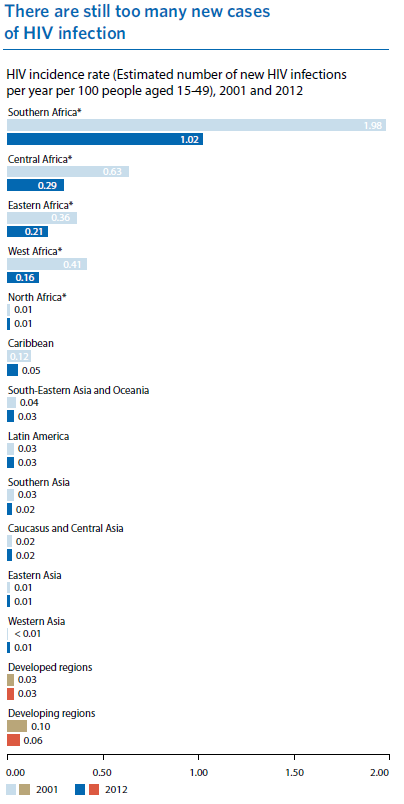 There are still too many new cases
of HIV infection
HIV incidence rate (Estimated number of new HIV infections
per year per 100 people aged 15-49), 2001 and 2012
Southern Africa*
1.98
1.02
Central Africa*
0.63
0.29
Eastern Africa*
0.36
0.21
West Africa*
0.41
0.16
North Africa*
0.01
0.01
Caribbean
0.12
0.05
South-Eastern Asia and Oceania
0.04
0.03
Latin America
0.03
0.03
Southern Asia
0.03
0.02
Caucasus and Central Asia
0.02
0.02
Eastern Asia
0.01
0.01
Western Asia
< 0.01
0.01
Developed regions
0.03
0.03
Developing regions
0.10
0.06
0.00 0.50 1.00 1.50 2.00
2001 2012